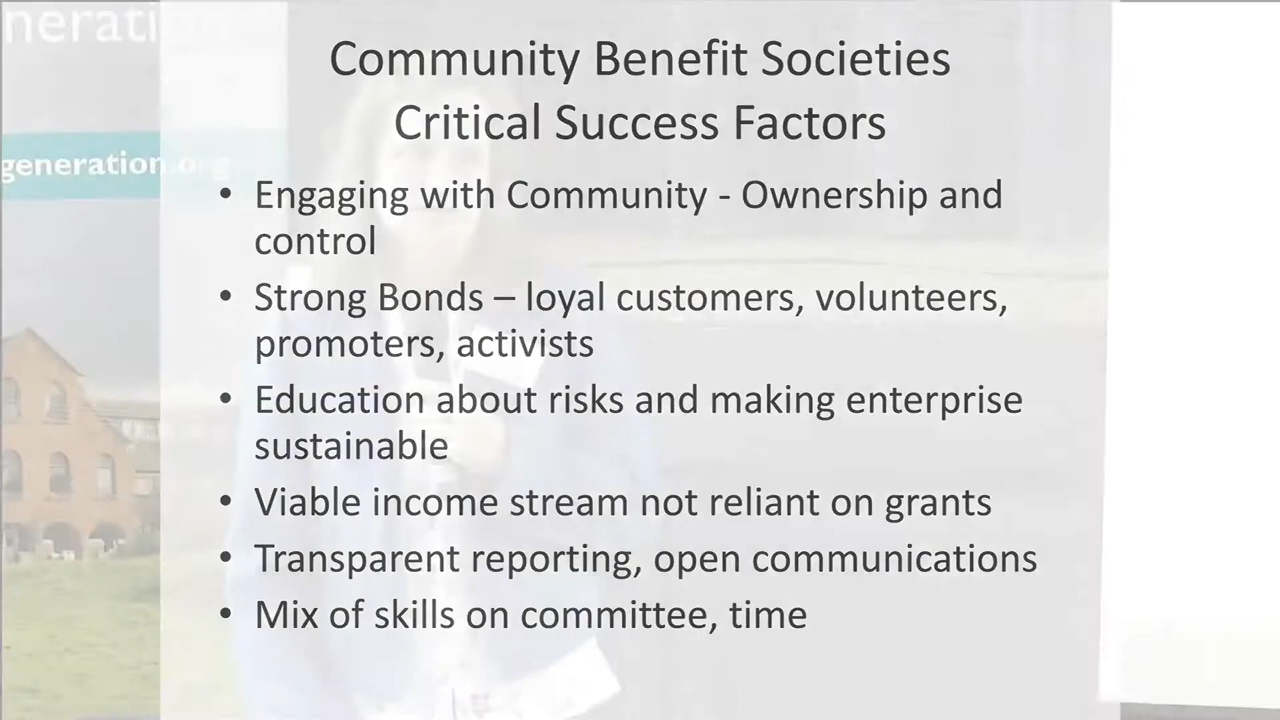 nerati
generation.org
Community Benefit Societies
Critical Success Factors
• Engaging with Community - Ownership and
control
• Strong Bonds – loyal customers, volunteers,
promoters, activists
• Education about risks and making enterprise
sustainable
• Viable income stream not reliant on grants
• Transparent reporting, open communications
• Mix of skills on committee, time